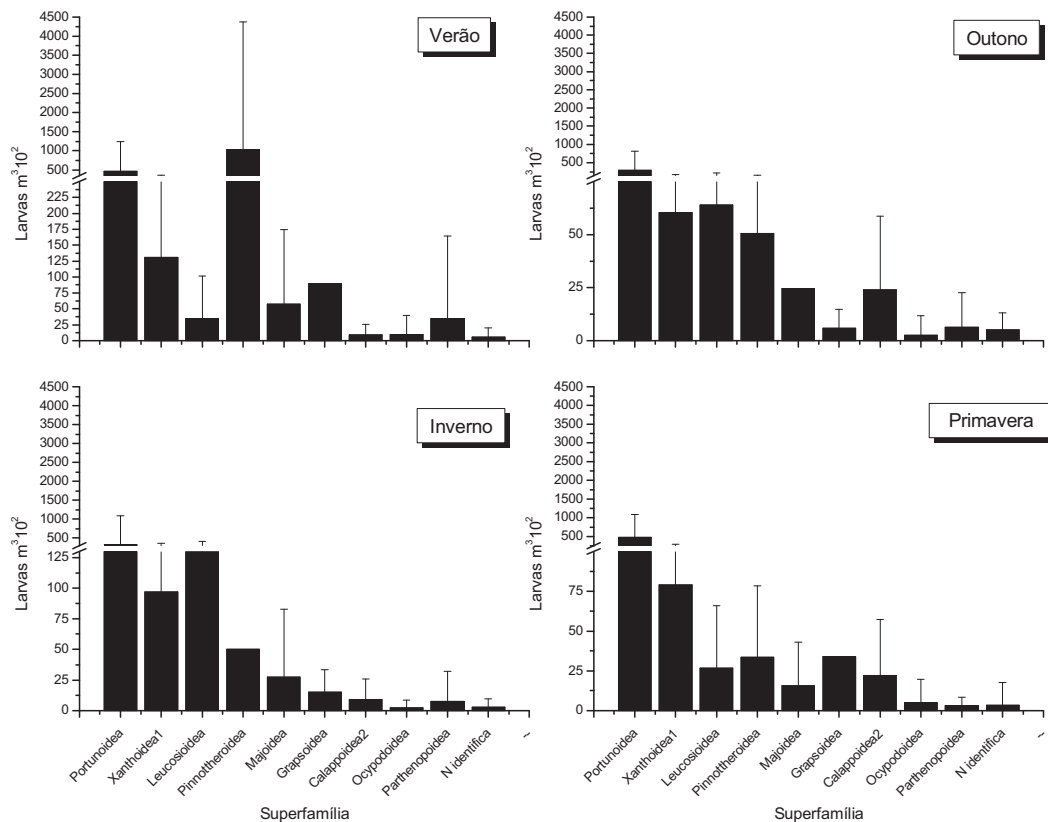 Verão
4500
4000
3500
3000
2500
2000
1500
1000
500
225
200
175
150
125
100
75
50
25
0
Larvas m³10²
Outono
4500
4000
3500
3000
2500
2000
1500
1000
500
50
25
0
Larvas m³10²
Inverno
4500
4000
3500
3000
2500
2000
1500
1000
500
125
100
75
50
25
0
Larvas m³10²
Portunoidea
Xanthoidea1
Leucosioidea
Pinnotheroidea
Majoidea
Grapsoidea
Calappoidea2
Ocypodoidea
Parthenopoidea
N identifica
~
Superfamília
Primavera
4500
4000
3500
3000
2500
2000
1500
1000
500
75
50
25
0
Larvas m³10²
Portunoidea
Xanthoidea1
Leucosioidea
Pinnotheroidea
Majoidea
Grapsoidea
Calappoidea2
Ocypodoidea
Parthenopoidea
N identifica
~
Superfamília